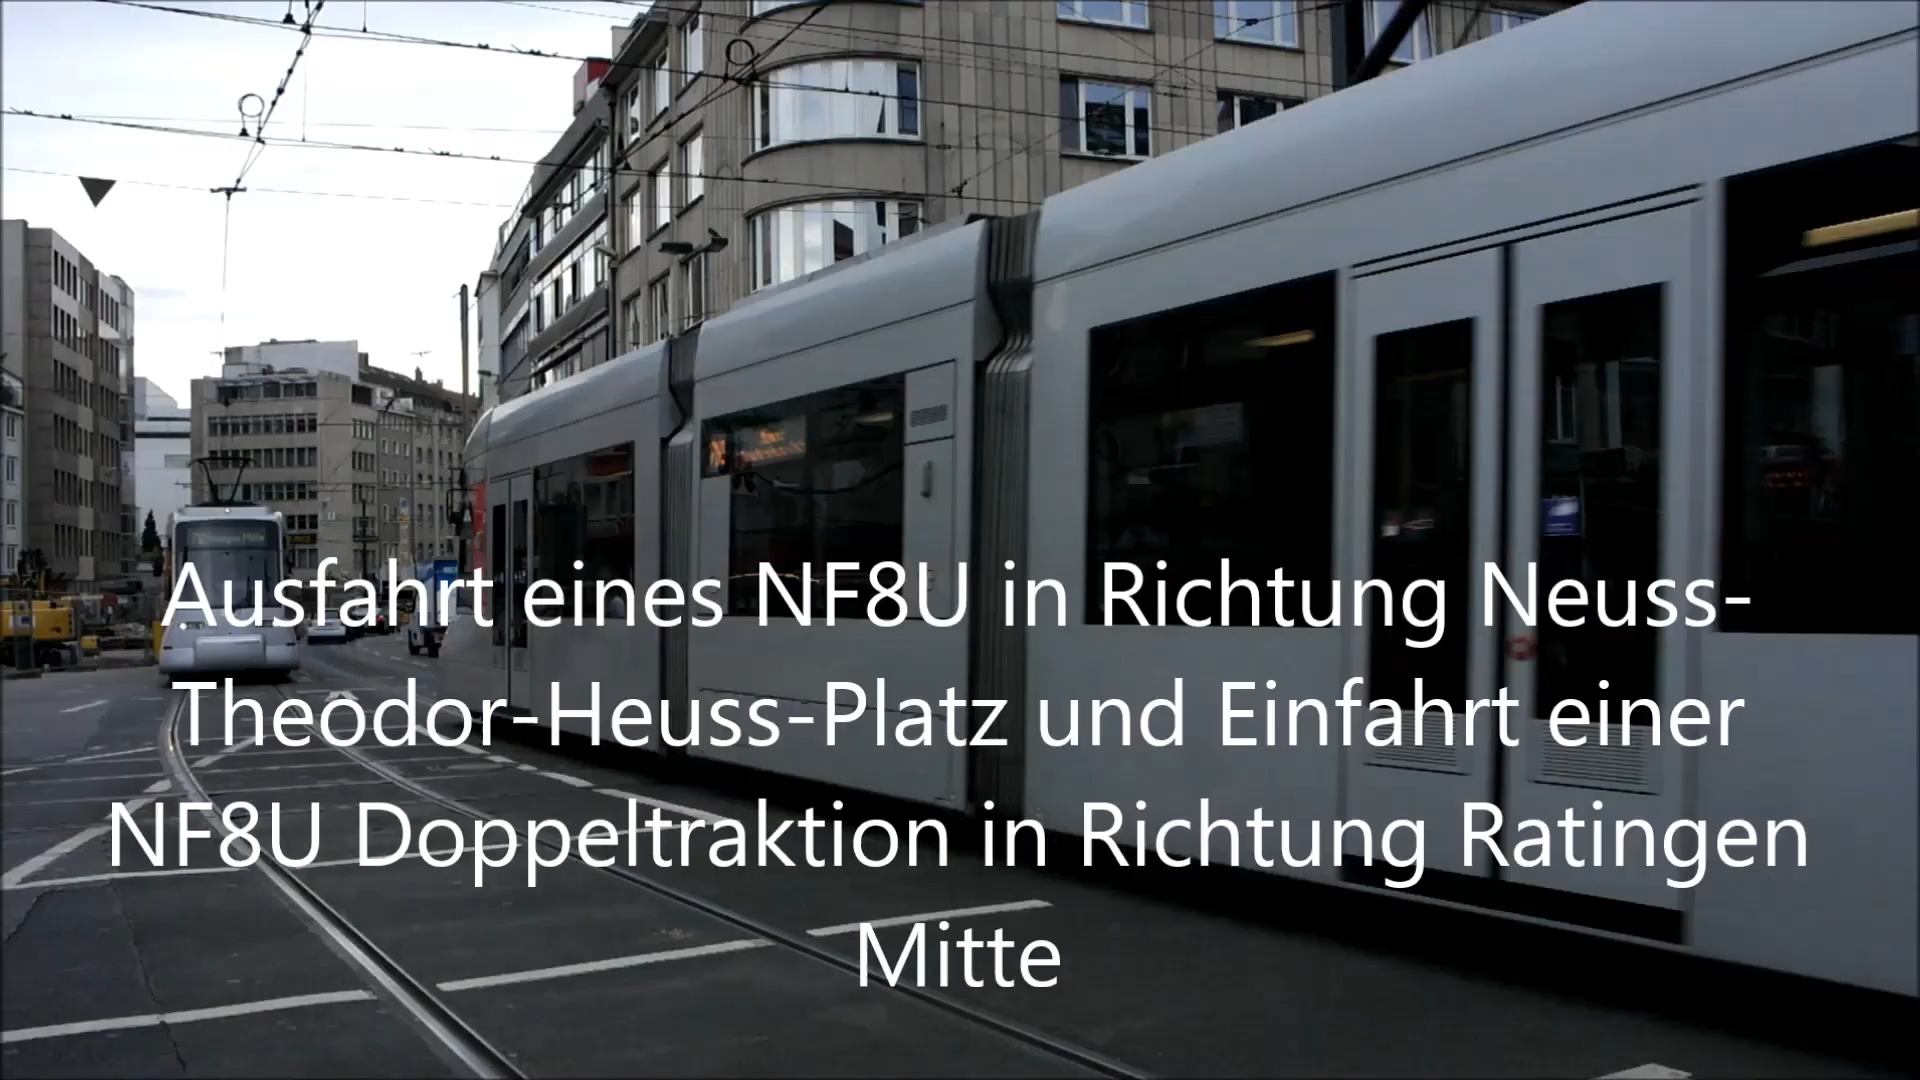 Ausfahrt eines NF8U in Richtung Neuss-
Theodor-Heuss-Platz und Einfahrt einer
NF8U Doppeltraktion in Richtung Ratingen
Mitte